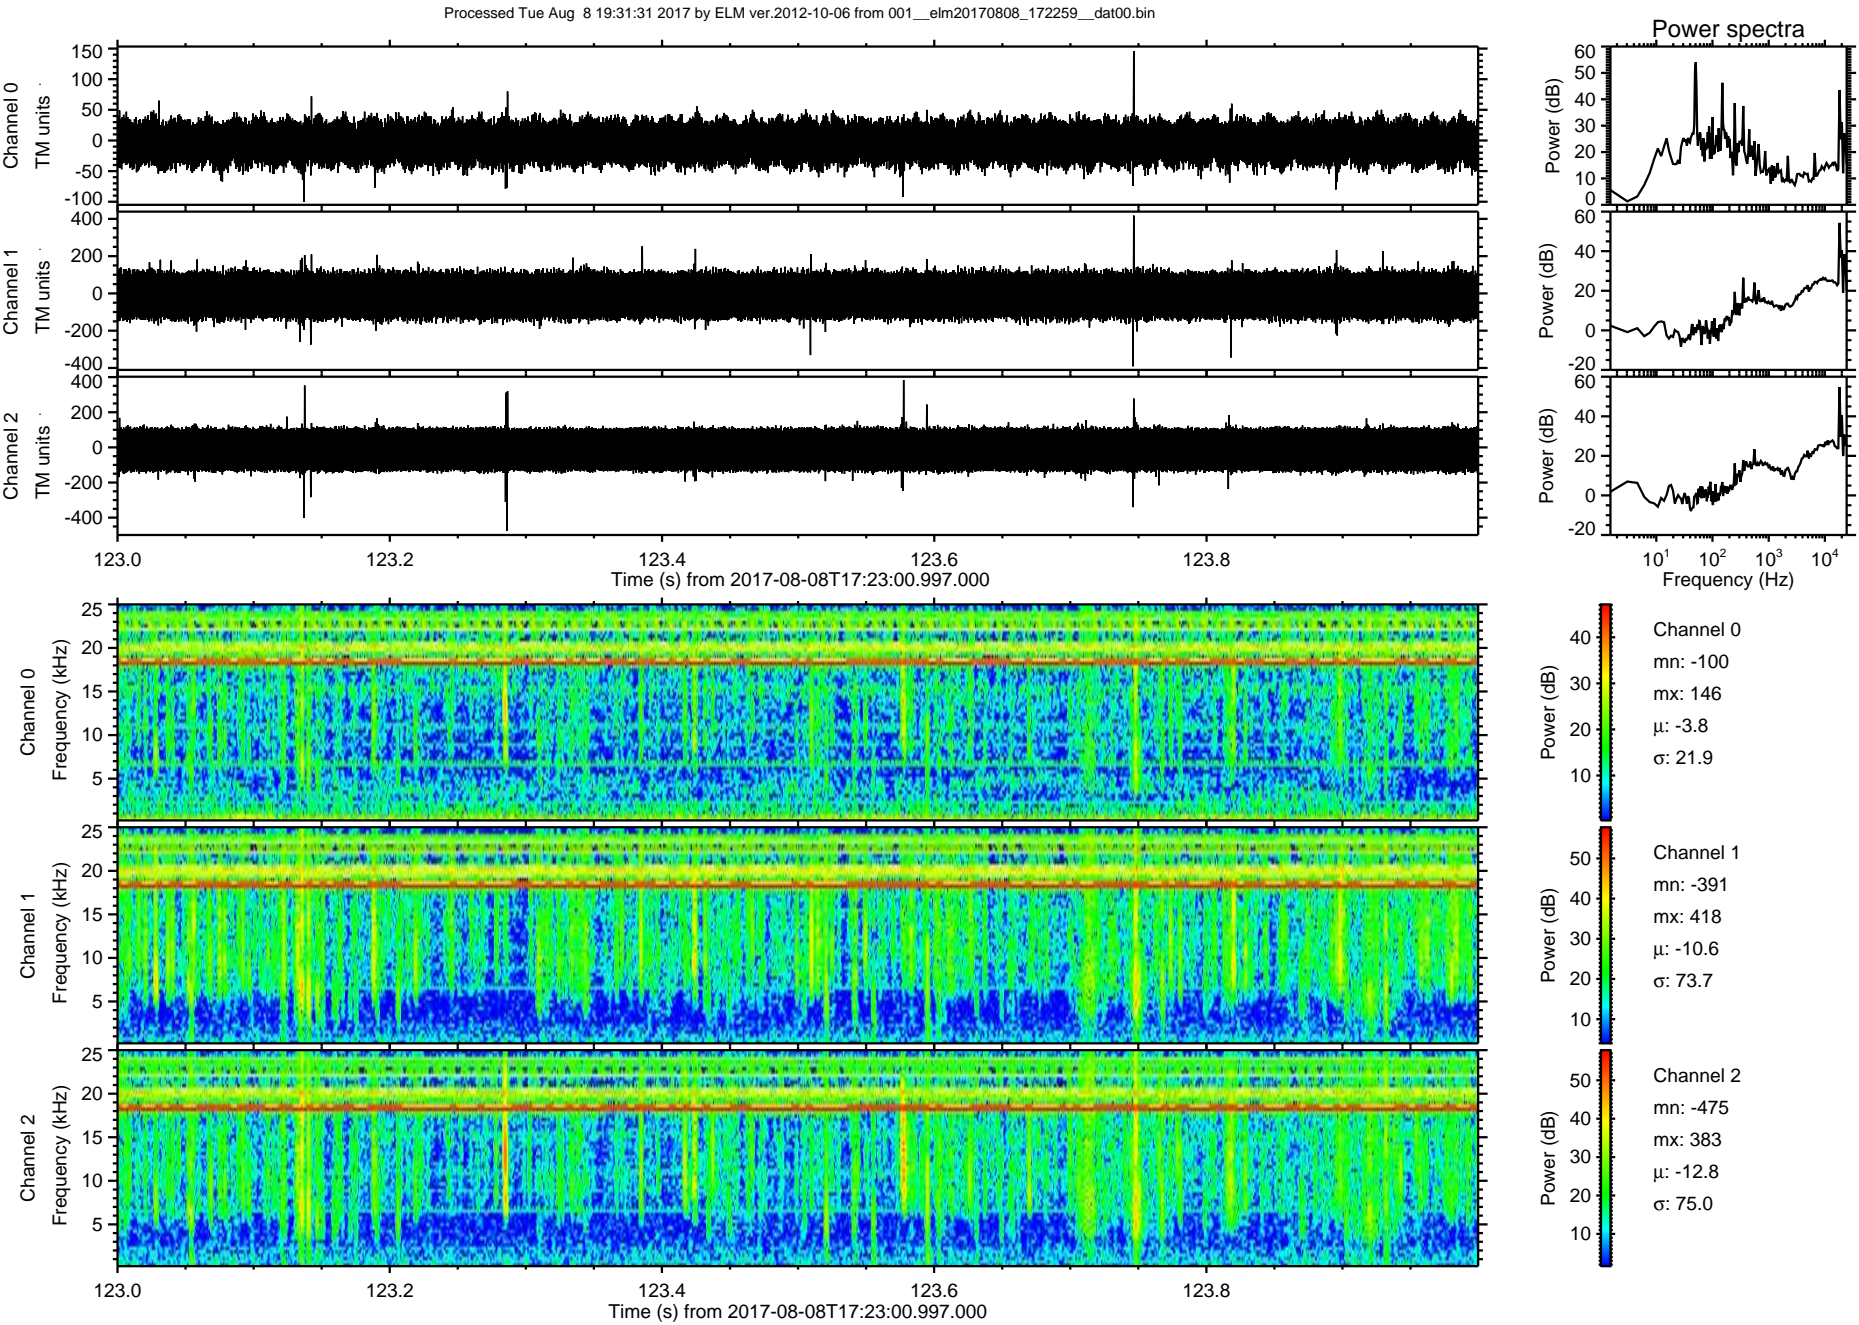 Processed Tue Aug  8 19:31:31 2017 by ELM ver.2012-10-06 from 001__elm20170808_172259__dat00.bin
Power spectra
Channel 0
TM units
150
100
50
0
-50
-100
Power (dB)
60
50
40
30
20
10
0
Channel 1
TM units
400
200
0
-200
-400
Power (dB)
60
40
20
0
-20
Channel 2
TM units
400
200
0
-200
-400
Power (dB)
60
40
20
0
-20
123.0 123.2 123.4 123.6 123.8
Time (s) from 2017-08-08T17:23:00.997.000
10¹ 10² 10³ 10⁴
Frequency (Hz)
Channel 0
Frequency (kHz)
25
20
15
10
5
Power (dB)
40
30
20
10
Channel 0
mn: -100
mx: 146
µ: -3.8
σ: 21.9
Channel 1
Frequency (kHz)
25
20
15
10
5
Power (dB)
50
40
30
20
10
Channel 1
mn: -391
mx: 418
µ: -10.6
σ: 73.7
Channel 2
Frequency (kHz)
25
20
15
10
5
Power (dB)
50
40
30
20
10
Channel 2
mn: -475
mx: 383
µ: -12.8
σ: 75.0
123.0 123.2 123.4 123.6 123.8
Time (s) from 2017-08-08T17:23:00.997.000